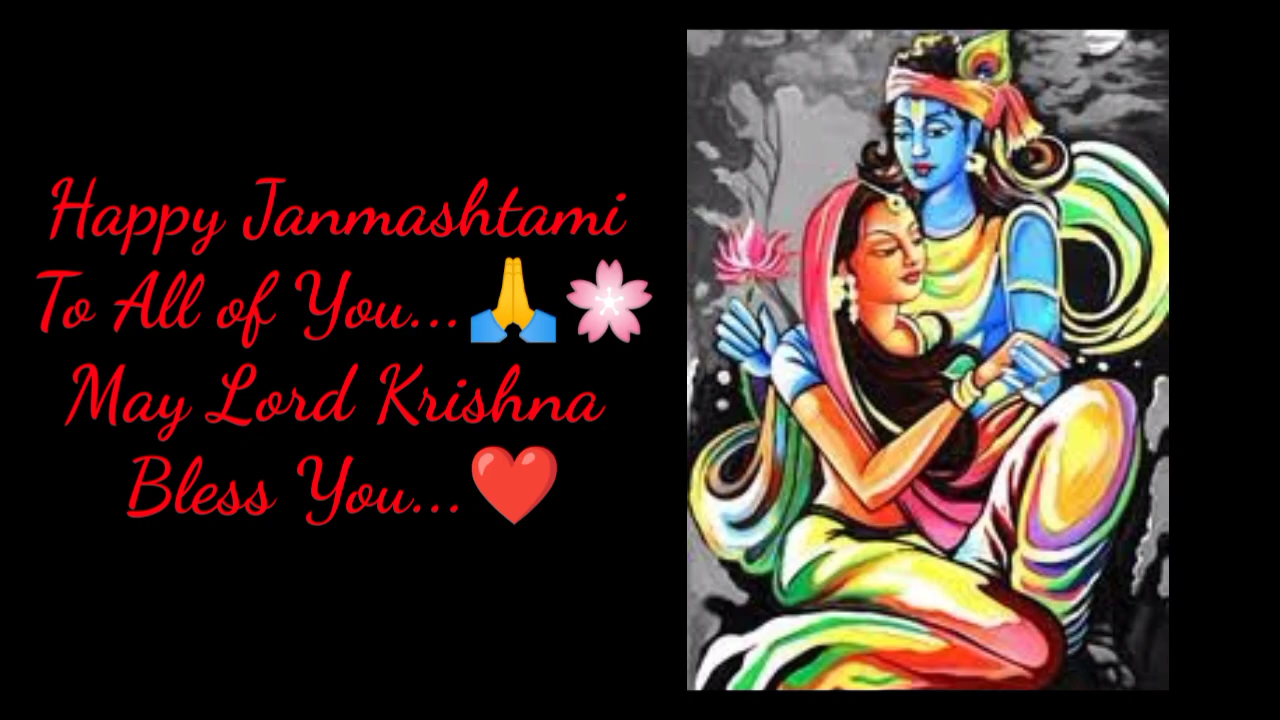 Happy Janmashtami
To All of You...🙏🌸
May Lord Krishna
Bless You...❤️